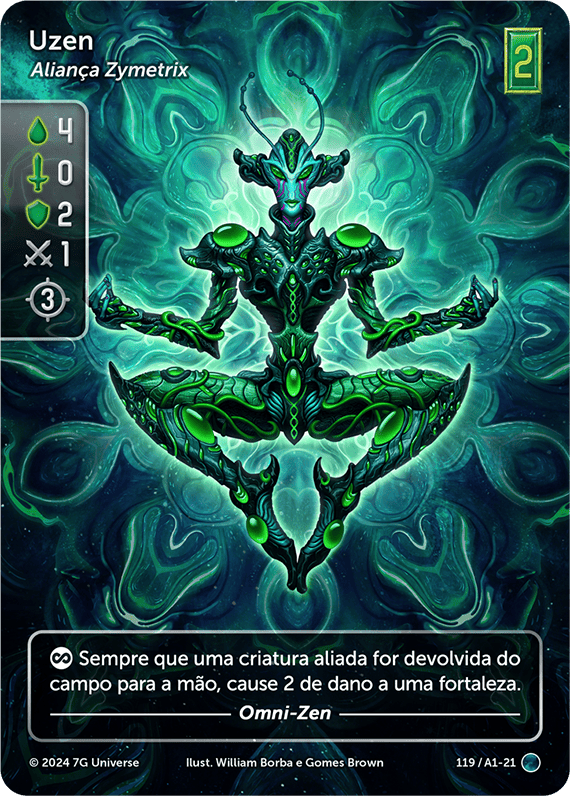 Uzen
2
Aliança Zymetrix
4
0
2
1
3
Sempre que uma criatura aliada for devolvida do
campo para a mão, cause 2 de dano a uma fortaleza.
Omni-Zen
© 2024 7G Universe Ilust. William Borba e Gomes Brown 119 / A1-21